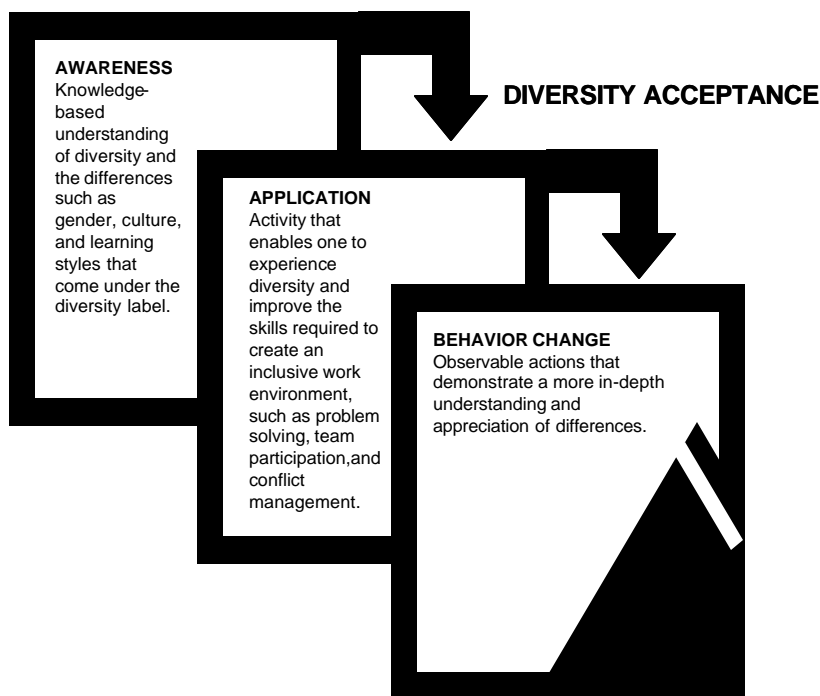 AWARENESS
Knowledge-
based
understanding
of diversity and
the differences
such as
gender, culture,
and learning
styles that
come under the
diversity label.
DIVERSITY ACCEPTANCE
APPLICATION
Activity that
enables one to
experience
diversity and
improve the
skills required to
create an
inclusive work
environment,
such as problem
solving, team
participation,and
conflict
management.
BEHAVIOR CHANGE
Observable actions that
demonstrate a more in-depth
understanding and
appreciation of differences.